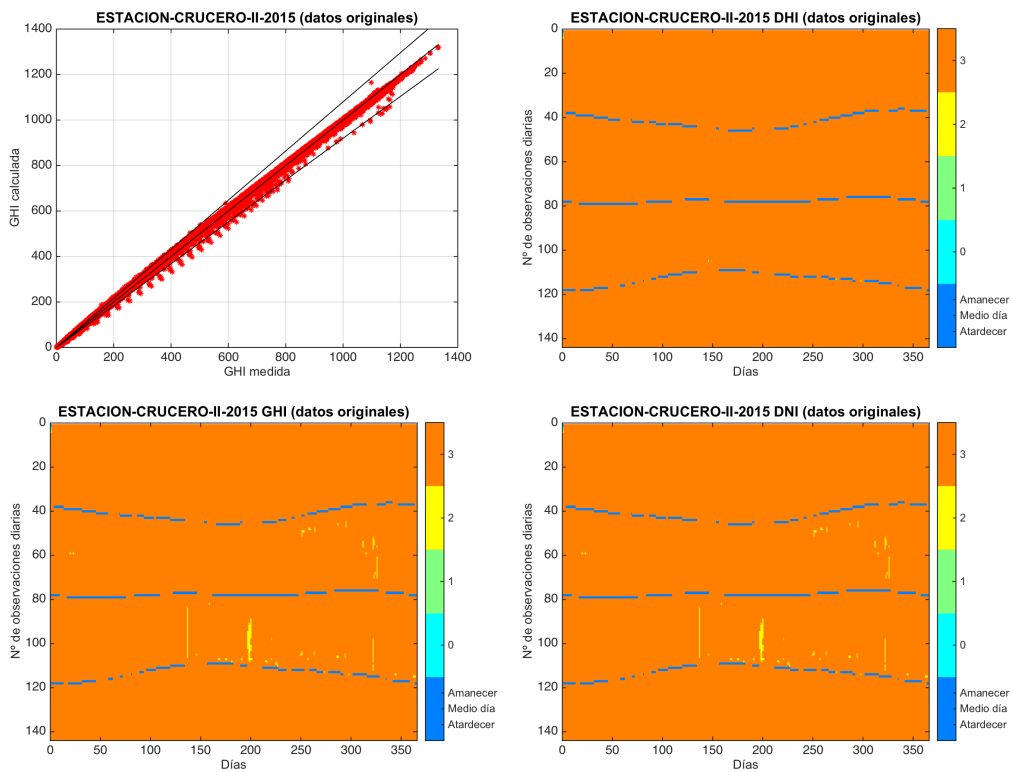 ESTACION-CRUCERO-II-2015 (datos originales)
1400
1200
1000
800
600
400
200
0
0 200 400 600 800 1000 1200 1400
GHI calculada
GHI medida
ESTACION-CRUCERO-II-2015 DHI (datos originales)
0
20
40
60
80
100
120
140
0 50 100 150 200 250 300 350
Nº de observaciones diarias
Días
3
2
1
0
Amanecer
Medio día
Atardecer
ESTACION-CRUCERO-II-2015 GHI (datos originales)
0
20
40
60
80
100
120
140
0 50 100 150 200 250 300 350
Nº de observaciones diarias
Días
3
2
1
0
Amanecer
Medio día
Atardecer
ESTACION-CRUCERO-II-2015 DNI (datos originales)
0
20
40
60
80
100
120
140
0 50 100 150 200 250 300 350
Nº de observaciones diarias
Días
3
2
1
0
Amanecer
Medio día
Atardecer